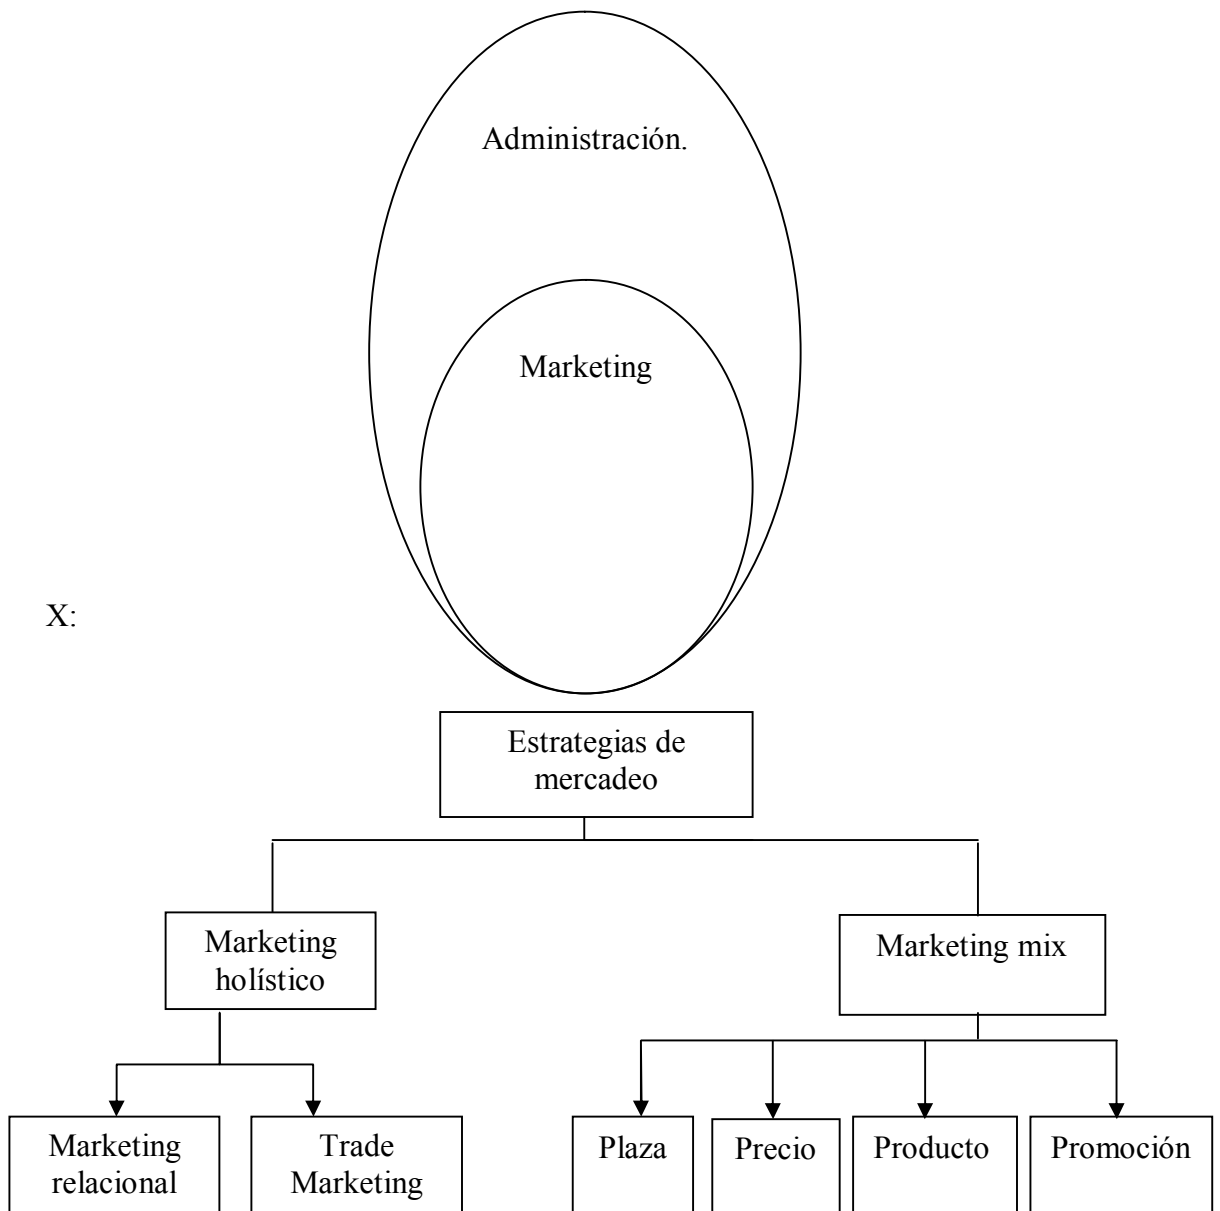 Administración.
Marketing
X:
Estrategias de
mercadeo
Marketing
holístico
Marketing mix
Marketing
relacional
Trade
Marketing
Plaza
Precio
Producto
Promoción